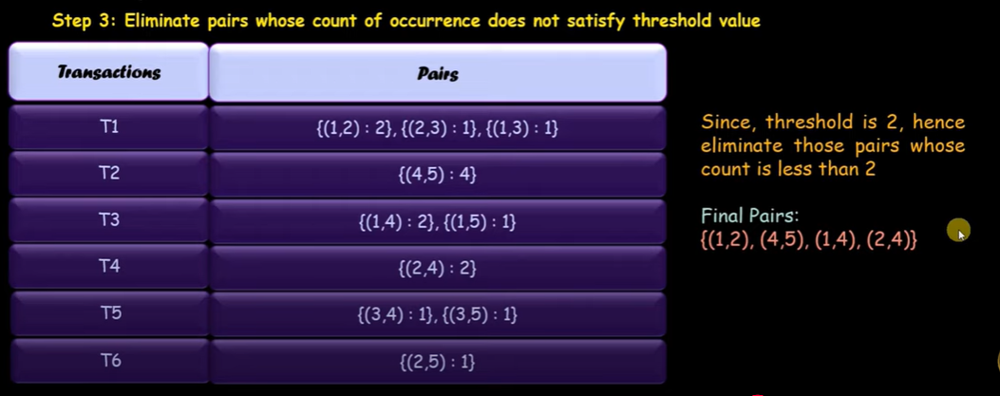 Step 3: Eliminate pairs whose count of occurrence does not satisfy threshold value
Transactions Pairs
T1 {(1,2) : 2}, {(2,3) : 1}, {(1,3) : 1}
T2 {(4,5) : 4}
T3 {(1,4) : 2}, {(1,5) : 1}
T4 {(2,4) : 2}
T5 {(3,4) : 1}, {(3,5) : 1}
T6 {(2,5) : 1}
Since, threshold is 2, hence
eliminate those pairs whose
count is less than 2
Final Pairs:
{(1,2), (4,5), (1,4), (2,4)}